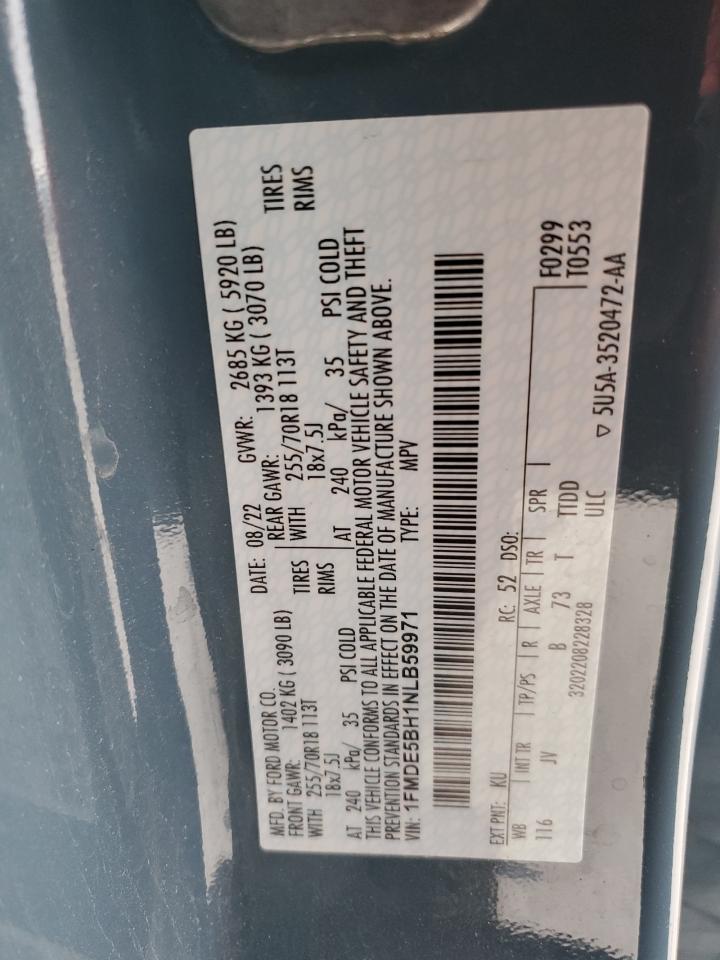 MFD. BY FORD MOTOR CO.
DATE: 08/22 GVWR: 2685 KG ( 5920 LB)
FRONT GAWR: 1402 KG ( 3090 LB) REAR GAWR: 1393 KG ( 3070 LB)
WITH 255/70R18 113T TIRES WITH 255/70R18 113T TIRES
18x7.5J RIMS 18x7.5J RIMS
AT 240 kPa/ 35 PSI COLD AT 240 kPa/ 35 PSI COLD
THIS VEHICLE CONFORMS TO ALL APPLICABLE FEDERAL MOTOR VEHICLE SAFETY AND THEFT
PREVENTION STANDARDS IN EFFECT ON THE DATE OF MANUFACTURE SHOWN ABOVE.
VIN: 1FMDE5BH1NLB59971 TYPE: MPV
EXT PNT: KU RC: 52 DSO:
WB INT TR TP/PS R AXLE TR SPR F0299
116 JV B 73 T TIDD T0553
3202208228328 ULC
▽ 5U5A-3520472-AA